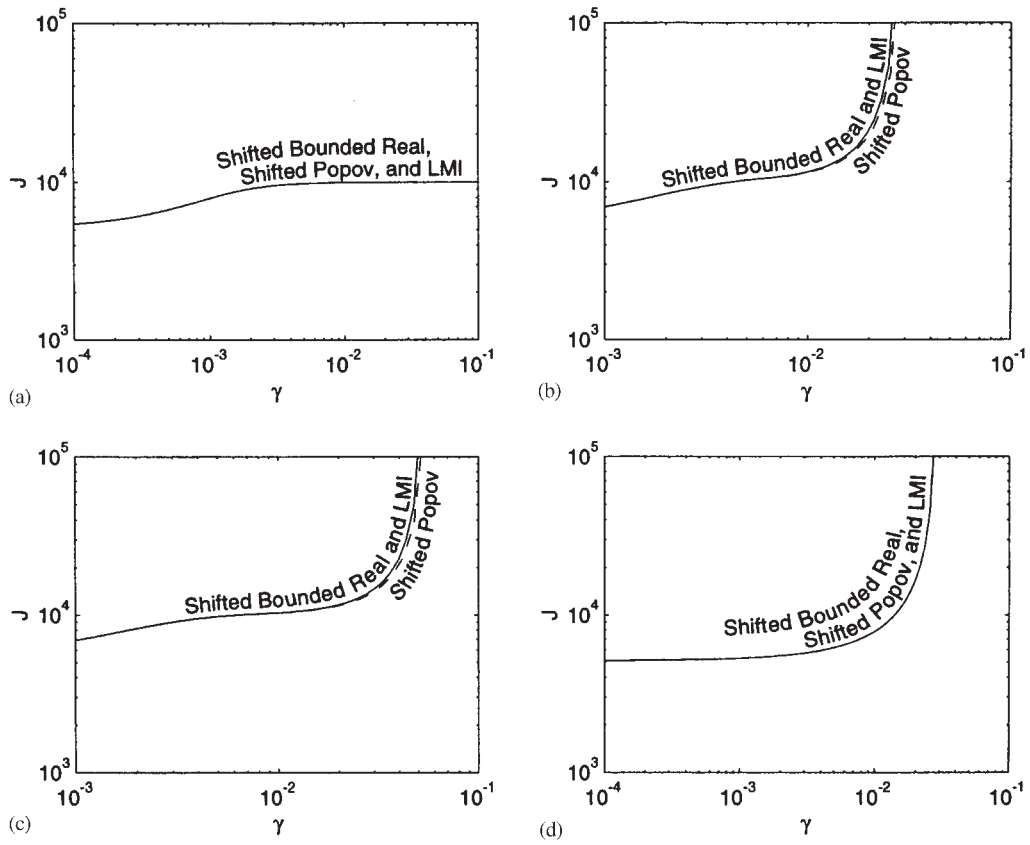 10^5
J
10^4
10^3
Shifted Bounded Real,
Shifted Popov, and LMI
10^-4
10^-3
10^-2
10^-1
γ
(a)
10^5
J
10^4
10^3
Shifted Bounded Real and LMI
Shifted Popov
10^-3
10^-2
10^-1
γ
(b)
10^5
J
10^4
10^3
Shifted Bounded Real and LMI
Shifted Popov
10^-3
10^-2
10^-1
γ
(c)
10^5
J
10^4
10^3
Shifted Bounded Real,
Shifted Popov, and LMI
10^-4
10^-3
10^-2
10^-1
γ
(d)